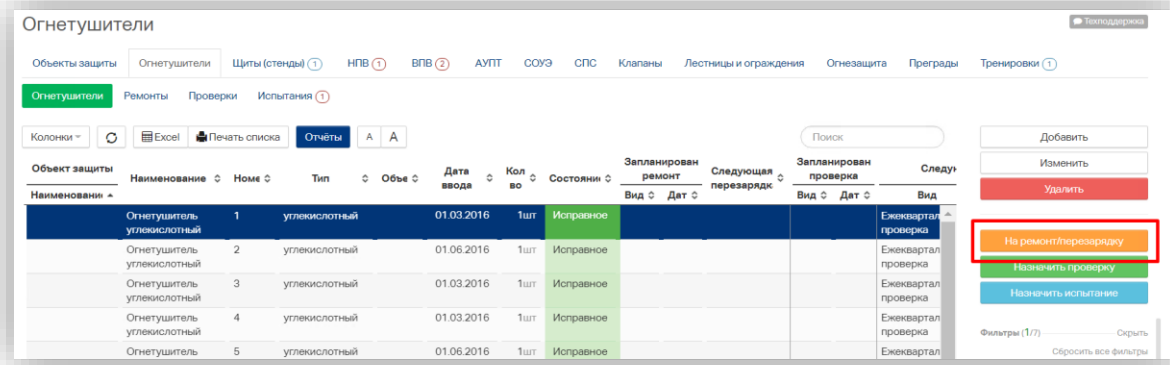 Огнетушители
Техподдержка
Объекты защиты Огнетушители Щиты (стенды) 1 НПВ 1 ВПВ 2 АУПТ СОУЭ СПС Клапаны Лестницы и ограждения Огнезащита Преграды Тренировки 1
Огнетушители Ремонты Проверки Испытания 1
Колонки Excel Печать списка Отчёты А А Поиск
Добавить
Изменить
Удалить
На ремонт/перезарядку
Назначить проверку
Назначить испытание
Фильтры (1/7) Скрыть
Сбросить все фильтры
Объект защиты Наименование Номе Тип Объе Дата ввода Кол во Состояни Запланирован ремонт Следующая перезарядк Запланирован проверка Следу
Наименовани Вид Дат Вид Дат Вид
Огнетушитель 1 углекислотный 01.03.2016 1шт Исправное Ежеквартал
углекислотный проверка
Огнетушитель 2 углекислотный 01.06.2016 1шт Исправное Ежеквартал
углекислотный проверка
Огнетушитель 3 углекислотный 01.03.2016 1шт Исправное Ежеквартал
углекислотный проверка
Огнетушитель 4 углекислотный 01.03.2016 1шт Исправное Ежеквартал
углекислотный проверка
Огнетушитель 5 углекислотный 01.06.2016 1шт Исправное Ежеквартал